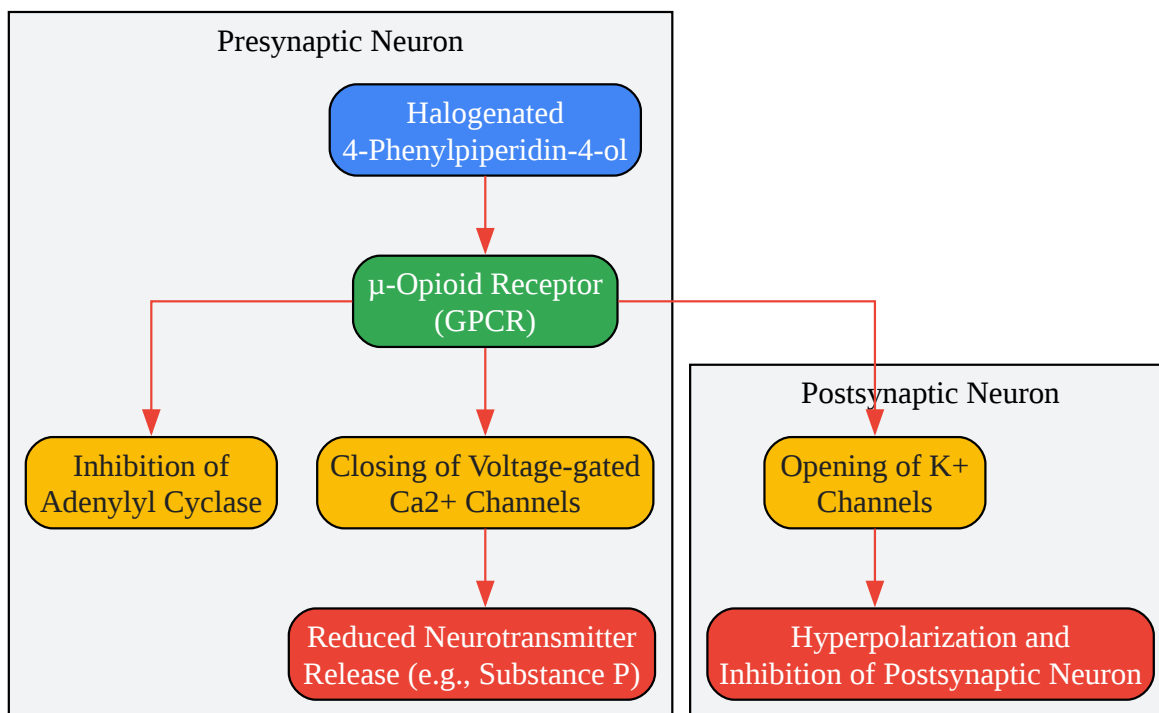 Presynaptic Neuron
Halogenated
4-Phenylpiperidin-4-ol
µ-Opioid Receptor
(GPCR)
Postsynaptic Neuron
Inhibition of
Adenylyl Cyclase
Closing of Voltage-gated
Ca2+ Channels
Opening of K+
Channels
Reduced Neurotransmitter
Release (e.g., Substance P)
Hyperpolarization and
Inhibition of Postsynaptic Neuron